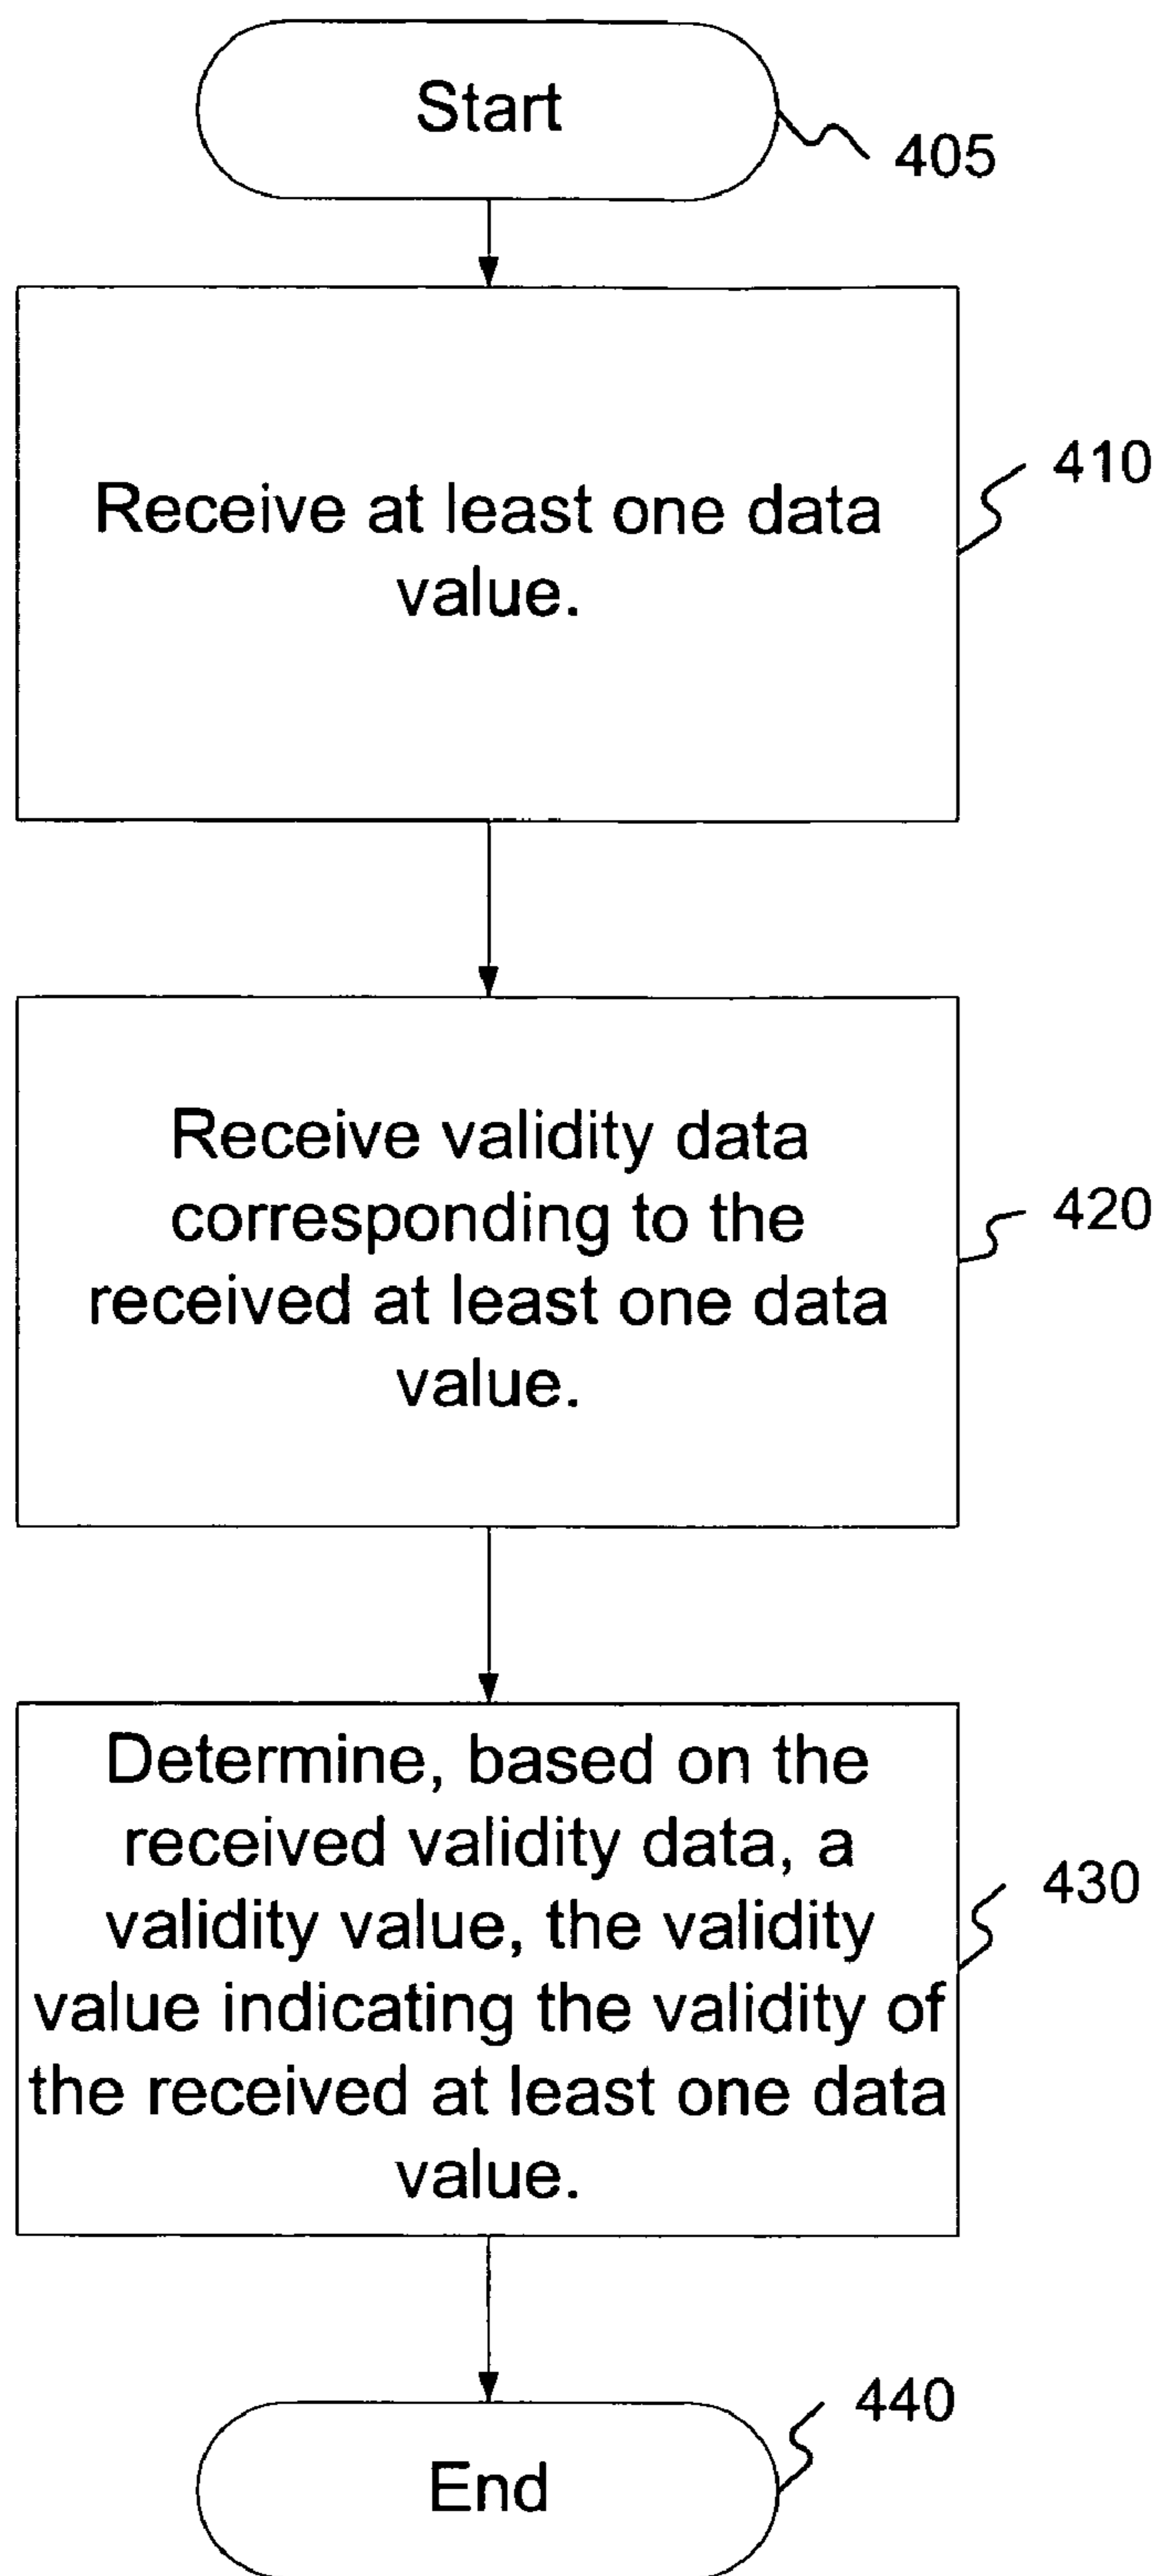 Start
405
Receive at least one data
value.
410
Receive validity data
corresponding to the
received at least one data
value.
420
Determine, based on the
received validity data, a
validity value, the validity
value indicating the validity of
the received at least one data
value.
430
End
440